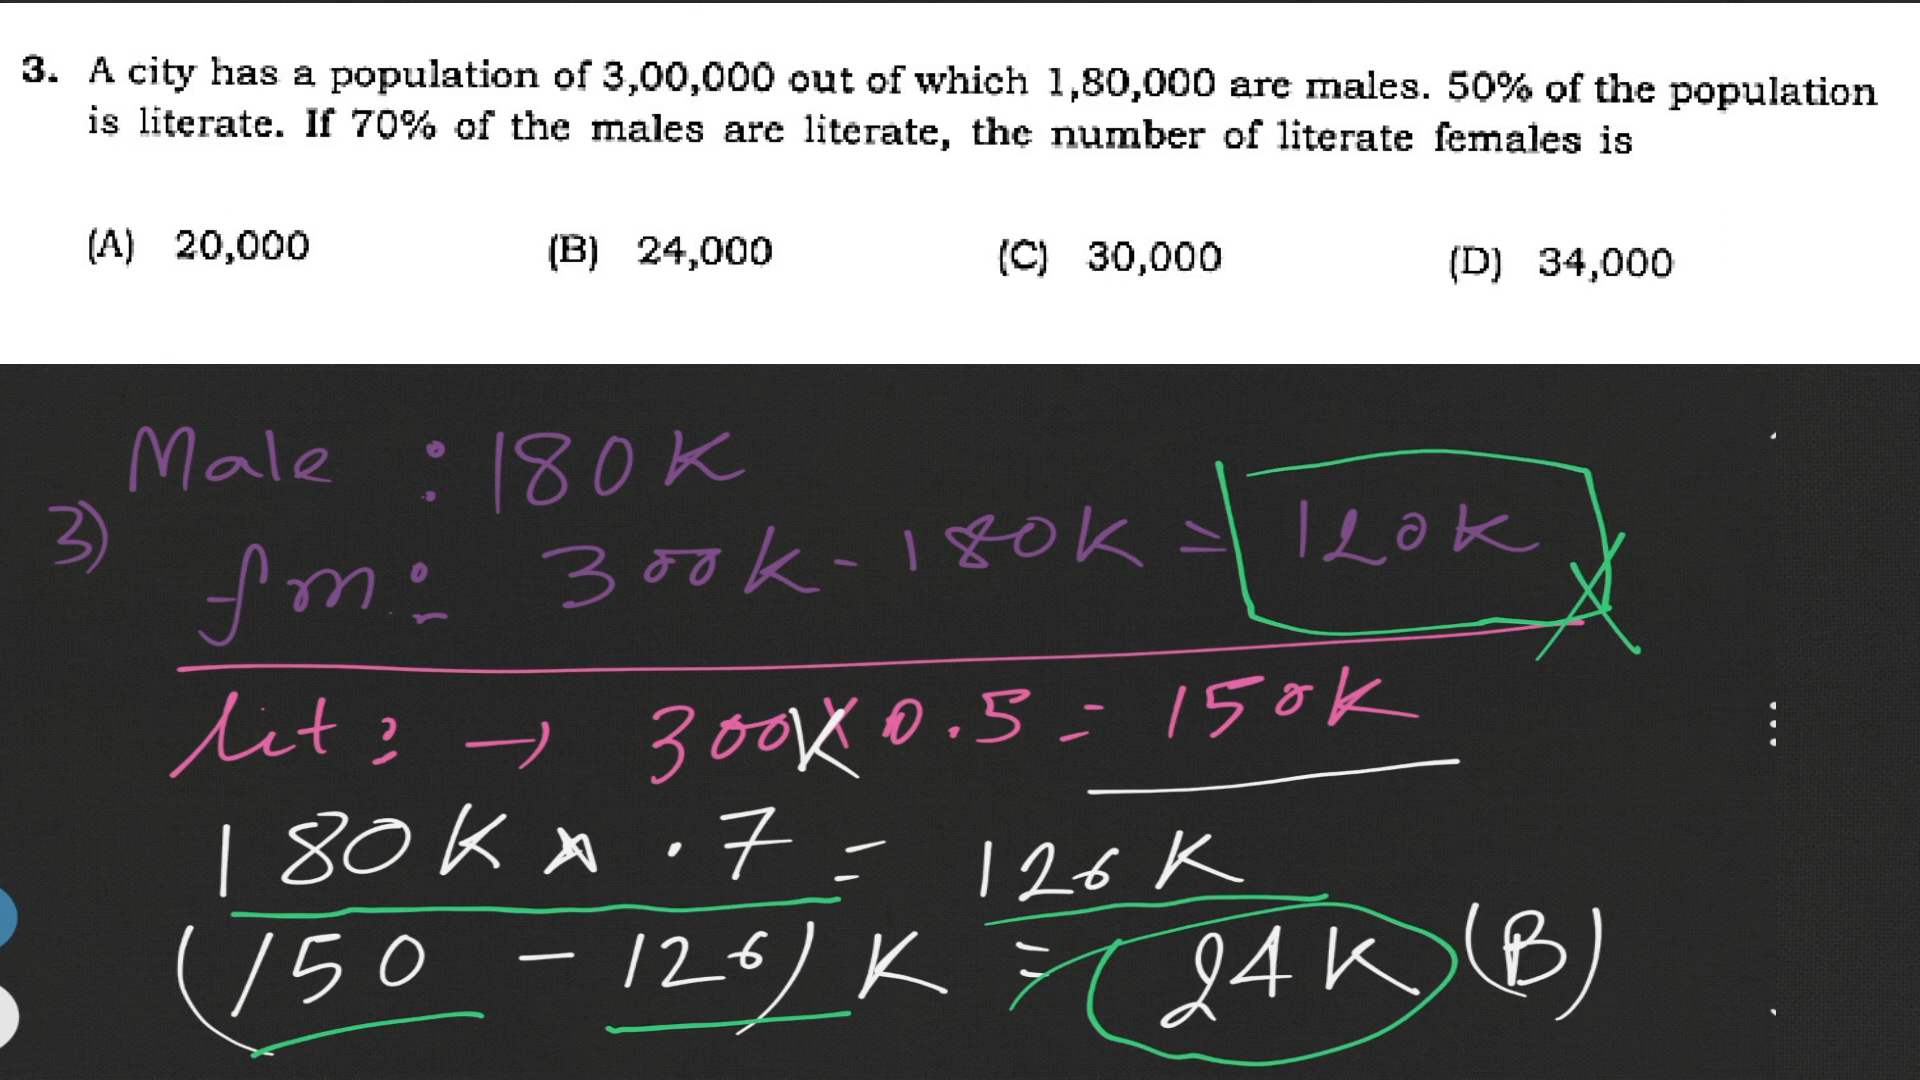 3. A city has a population of 3,00,000 out of which 1,80,000 are males. 50% of the population
is literate. If 70% of the males are literate, the number of literate females is
(A) 20,000 (B) 24,000 (C) 30,000 (D) 34,000
Male : 180K
3)
fm: 300K - 180K = 120K
lit: → 300K X 0.5 = 150K
180K x .7 = 126K
(150 - 126) K = 24K (B)